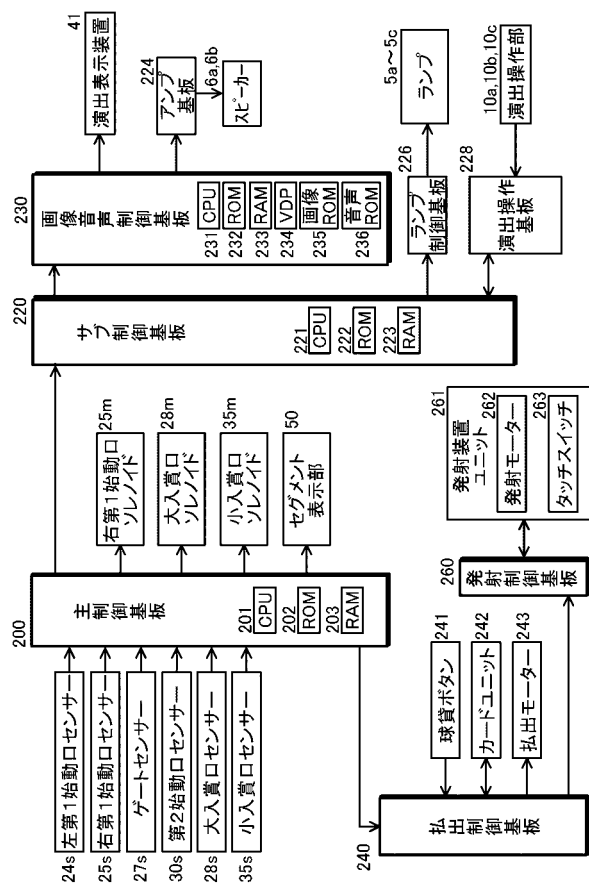 24s
左第1始動口センサー
25s
右第1始動口センサー
27s
ゲートセンサー
30s
第2始動口センサー
28s
大入賞口センサー
35s
小入賞口センサー
200
主制御基板
201
CPU
202
ROM
203
RAM
右第1始動口
ソレノイド
25m
大入賞口
ソレノイド
28m
小入賞口
ソレノイド
35m
セグメント
表示部
50
220
サブ制御基板
221
CPU
222
ROM
223
RAM
230
画像
音声制御基板
231
CPU
232
ROM
233
RAM
234
VDP
235
画像
ROM
236
音声
ROM
演出表示装置
41
アンプ
基板
224
スピーカー
6a,6b
ランプ
制御基板
226
ランプ
5a～5c
演出操作
基板
228
演出操作部
10a,10b,10c
240
払出制御基板
球貸ボタン
241
カードユニット
242
払出モーター
243
260
発射制御基板
261
発射装置
ユニット
262
発射モーター
263
タッチスイッチ